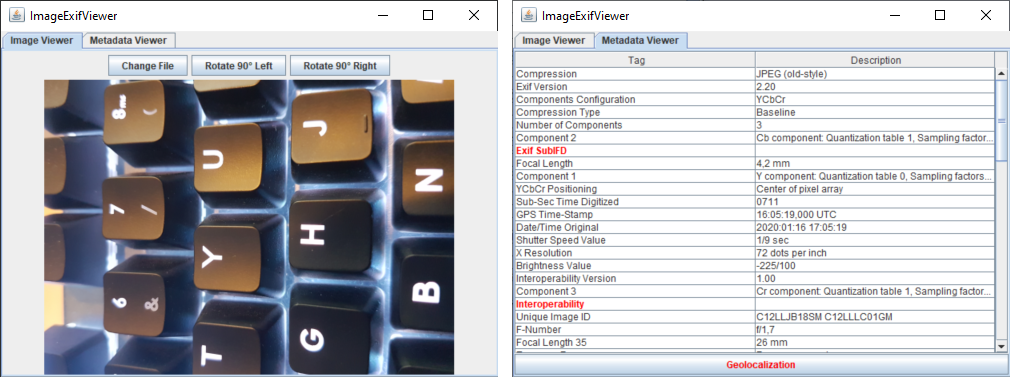 ImageExifViewer
Image Viewer Metadata Viewer
Change File Rotate 90° Left Rotate 90° Right
8 (
7 /
6 &
U
Y
T
J
H
G
N
B
ImageExifViewer
Image Viewer Metadata Viewer
Tag Description
Compression JPEG (old-style)
Exif Version 2.20
Components Configuration YCbCr
Compression Type Baseline
Number of Components 3
Component 2 Cb component: Quantization table 1, Sampling factor...
Exif SubIFD
Focal Length 4,2 mm
Component 1 Y component: Quantization table 0, Sampling factors...
YCbCr Positioning Center of pixel array
Sub-Sec Time Digitized 0711
GPS Time-Stamp 16:05:19,000 UTC
Date/Time Original 2020:01:16 17:05:19
Shutter Speed Value 1/9 sec
X Resolution 72 dots per inch
Brightness Value -225/100
Interoperability Version 1.00
Component 3 Cr component: Quantization table 1, Sampling factor...
Interoperability
Unique Image ID C12LLJB18SM C12LLLC01GM
F-Number f/1,7
Focal Length 35 26 mm
Geolocalization